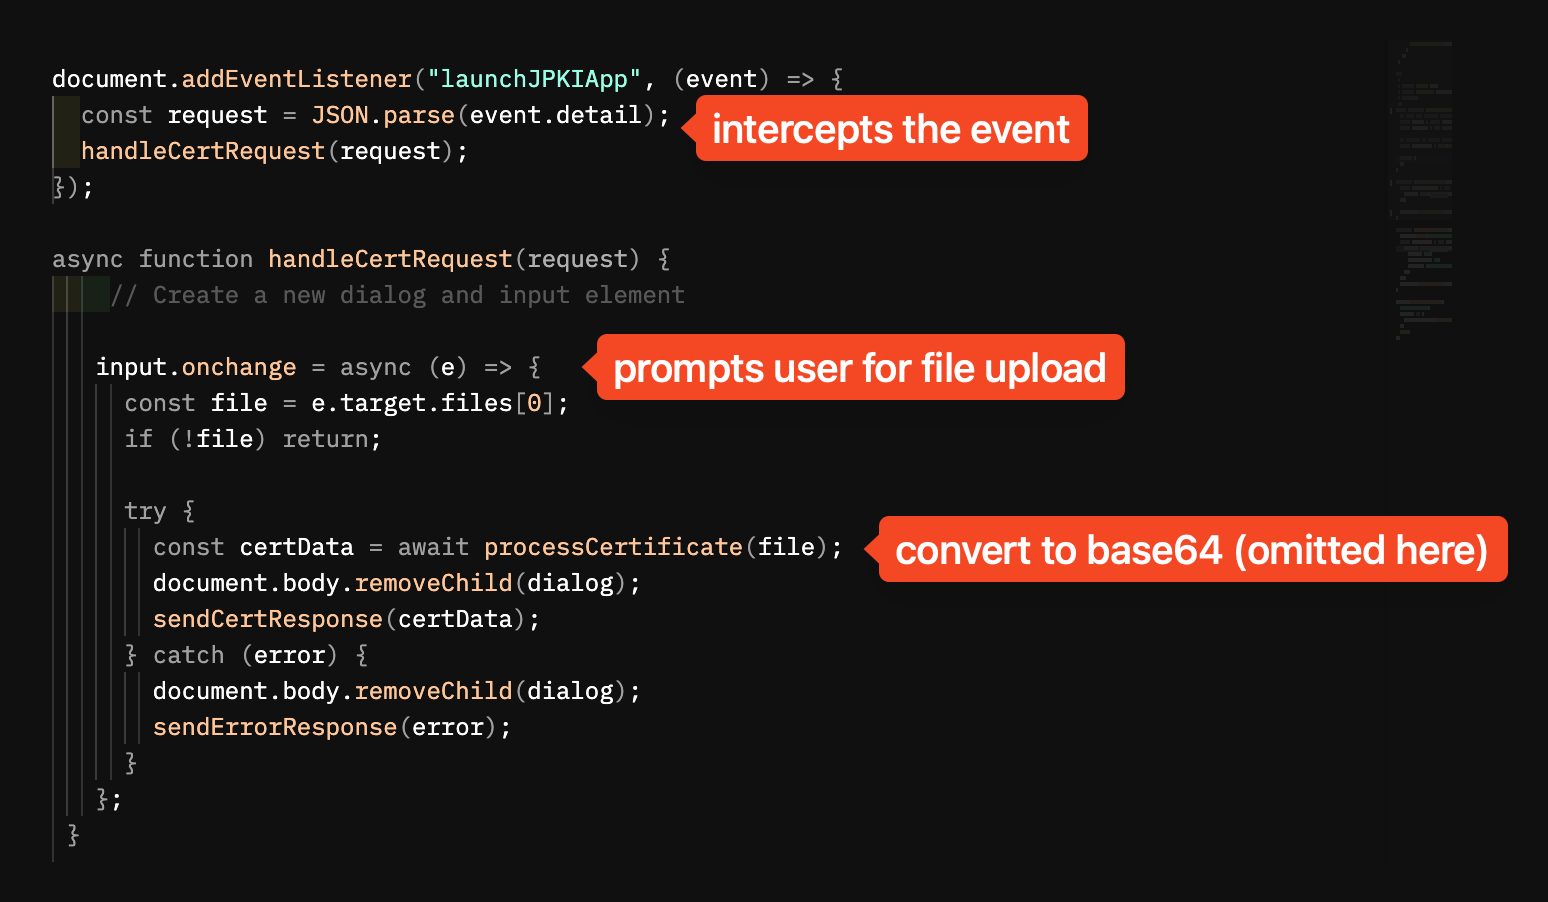 document.addEventListener("launchJPKIApp", (event) => {
const request = JSON.parse(event.detail);
intercepts the event
handleCertRequest(request);
});
async function handleCertRequest(request) {
// Create a new dialog and input element
input.onchange = async (e) => {
prompts user for file upload
const file = e.target.files[0];
if (!file) return;
try {
const certData = await processCertificate(file);
convert to base64 (omitted here)
document.body.removeChild(dialog);
sendCertResponse(certData);
} catch (error) {
document.body.removeChild(dialog);
sendErrorResponse(error);
}
};
}